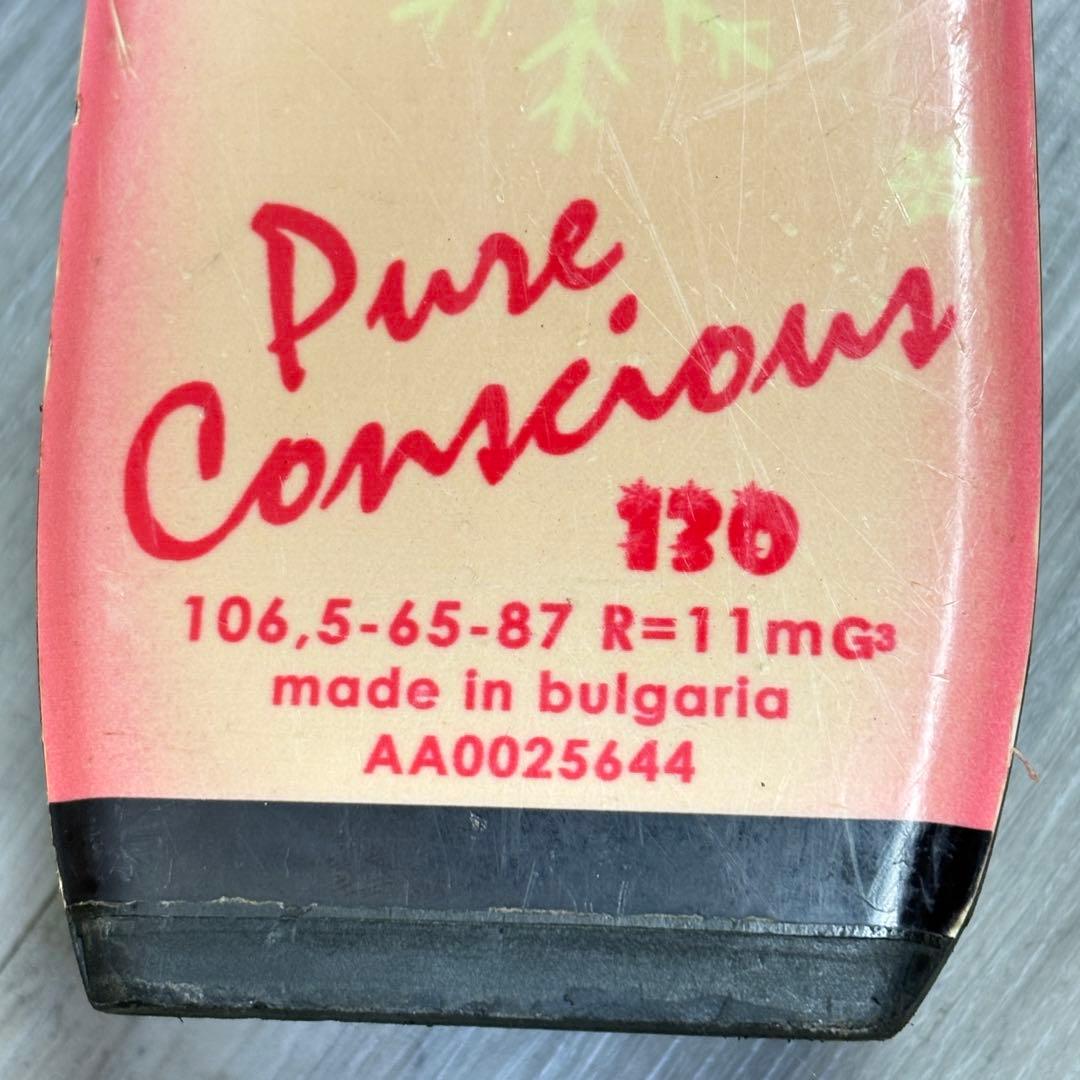 Pure
Conscious
130
106,5-65-87 R=11mG³
made in bulgaria
AA0025644